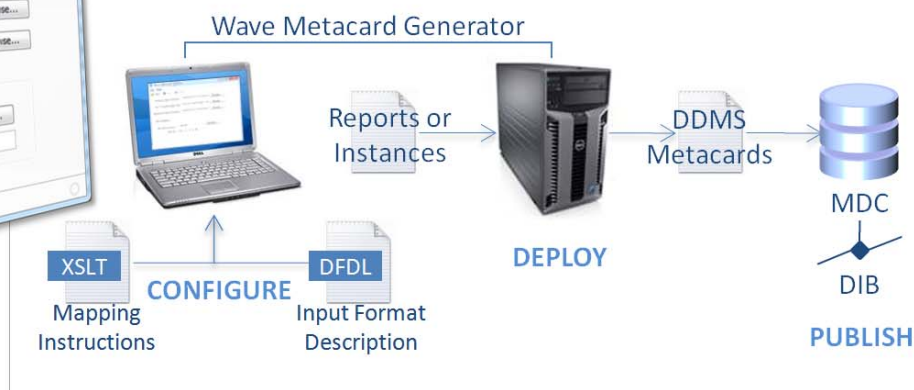 Wave Metacard Generator
Reports or
Instances
DDMS
Metacards
MDC
DIB
PUBLISH
DEPLOY
XSLT
CONFIGURE
DFDL
Mapping
Instructions
Input Format
Description